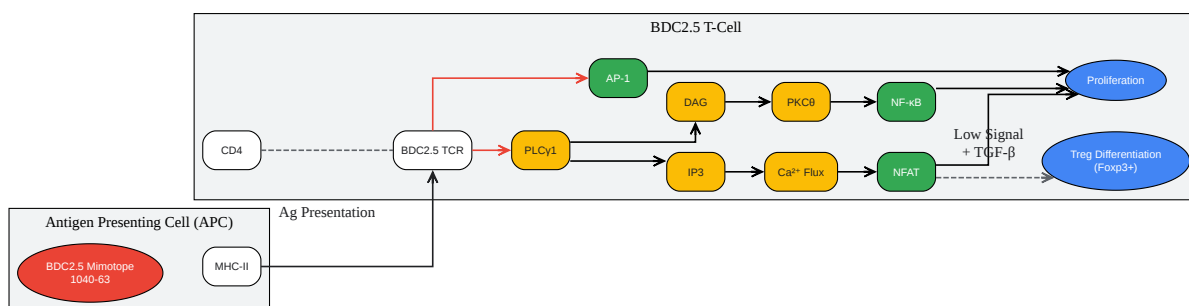 BDC2.5 T-Cell
AP-1
Proliferation
DAG
PKCθ
NF-κB
CD4
BDC2.5 TCR
PLCγ1
Low Signal
+ TGF-β
IP3
Ca²⁺ Flux
NFAT
Treg Differentiation
(Foxp3+)
Ag Presentation
Antigen Presenting Cell (APC)
BDC2.5 Mimotope
1040-63
MHC-II